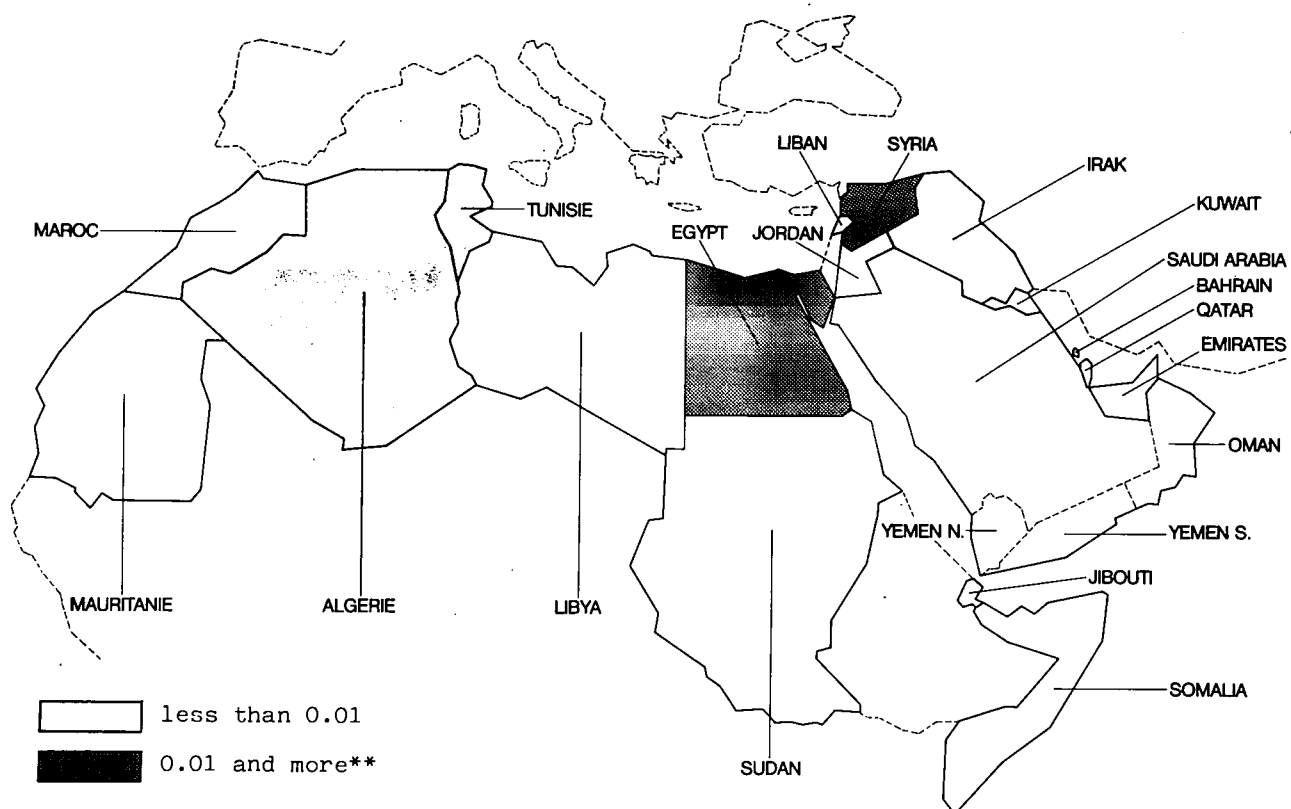 LIBAN
SYRIA
IRAK
KUWAIT
MAROC
TUNISIE
EGYPT
JORDAN
SAUDI ARABIA
BAHRAIN
QATAR
EMIRATES
OMAN
YEMEN N.
YEMEN S.
JIBOUTI
MAURITANIE
ALGERIE
LIBYA
SOMALIA
less than 0.01
0.01 and more**
SUDAN